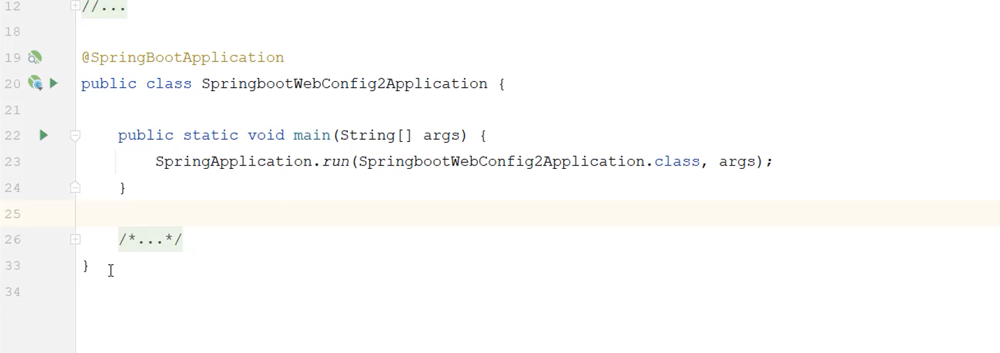 12 //...
18
19 @SpringBootApplication
20 public class SpringbootWebConfig2Application {
21
22 public static void main(String[] args) {
23 SpringApplication.run(SpringbootWebConfig2Application.class, args);
24 }
25
26 /*...*/
33 }
34